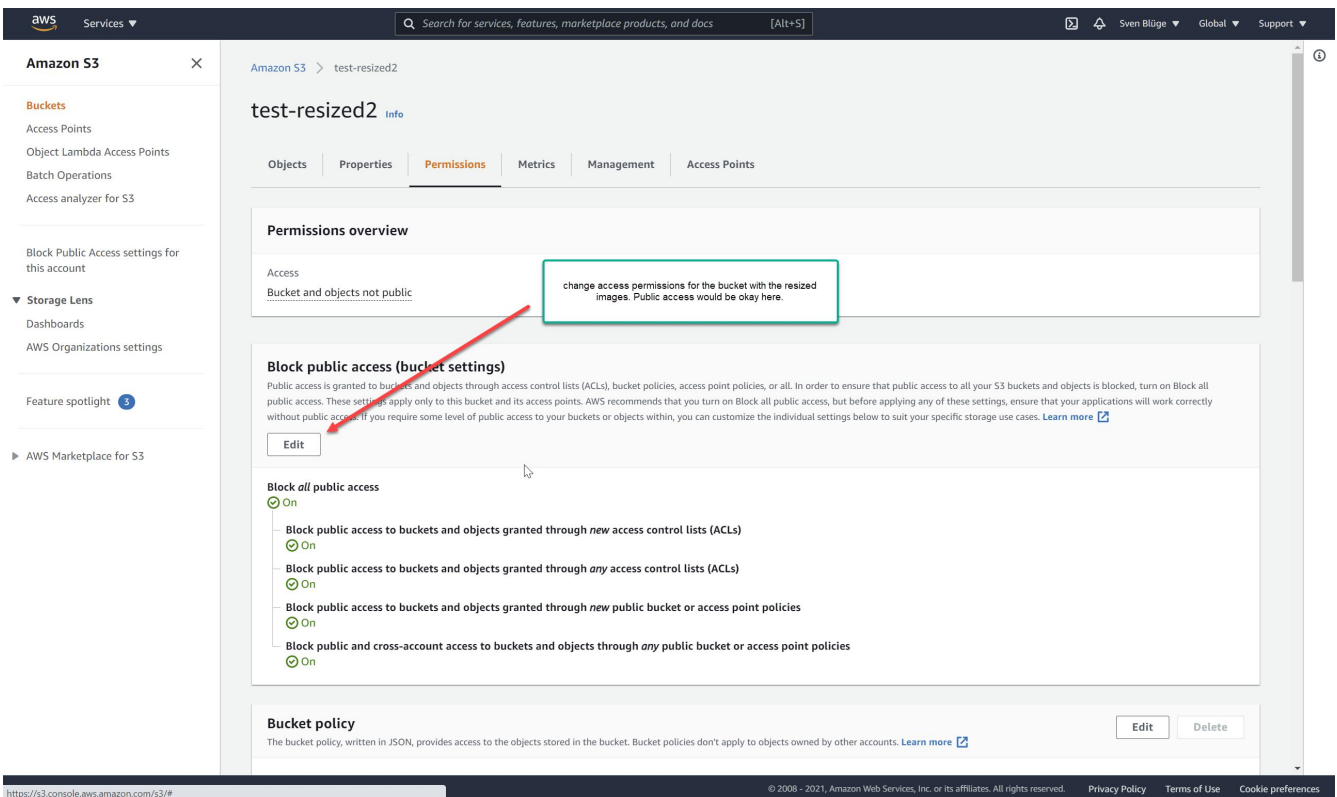 aws
Services ▼
Search for services, features, marketplace products, and docs
[Alt+S]
Sven Blüge ▼
Global ▼
Support ▼
Amazon S3
Buckets
Access Points
Object Lambda Access Points
Batch Operations
Access analyzer for S3
Block Public Access settings for
this account
▼ Storage Lens
Dashboards
AWS Organizations settings
Feature spotlight 3
▶ AWS Marketplace for S3
Amazon S3 > test-resized2
test-resized2 Info
Objects
Properties
Permissions
Metrics
Management
Access Points
Permissions overview
Access
Bucket and objects not public
change access permissions for the bucket with the resized
images. Public access would be okay here.
Block public access (bucket settings)
Public access is granted to buckets and objects through access control lists (ACLs), bucket policies, access point policies, or all. In order to ensure that public access to all your S3 buckets and objects is blocked, turn on Block all
public access. These settings apply only to this bucket and its access points. AWS recommends that you turn on Block all public access, but before applying any of these settings, ensure that your applications will work correctly
without public access. If you require some level of public access to your buckets or objects within, you can customize the individual settings below to suit your specific storage use cases. Learn more
Edit
Block all public access
On
Block public access to buckets and objects granted through new access control lists (ACLs)
On
Block public access to buckets and objects granted through any access control lists (ACLs)
On
Block public access to buckets and objects granted through new public bucket or access point policies
On
Block public and cross-account access to buckets and objects through any public bucket or access point policies
On
Bucket policy
Edit
Delete
The bucket policy, written in JSON, provides access to the objects stored in the bucket. Bucket policies don't apply to objects owned by other accounts. Learn more
https://s3.console.aws.amazon.com/s3/#
© 2008 - 2021, Amazon Web Services, Inc. or its affiliates. All rights reserved.
Privacy Policy
Terms of Use
Cookie preferences